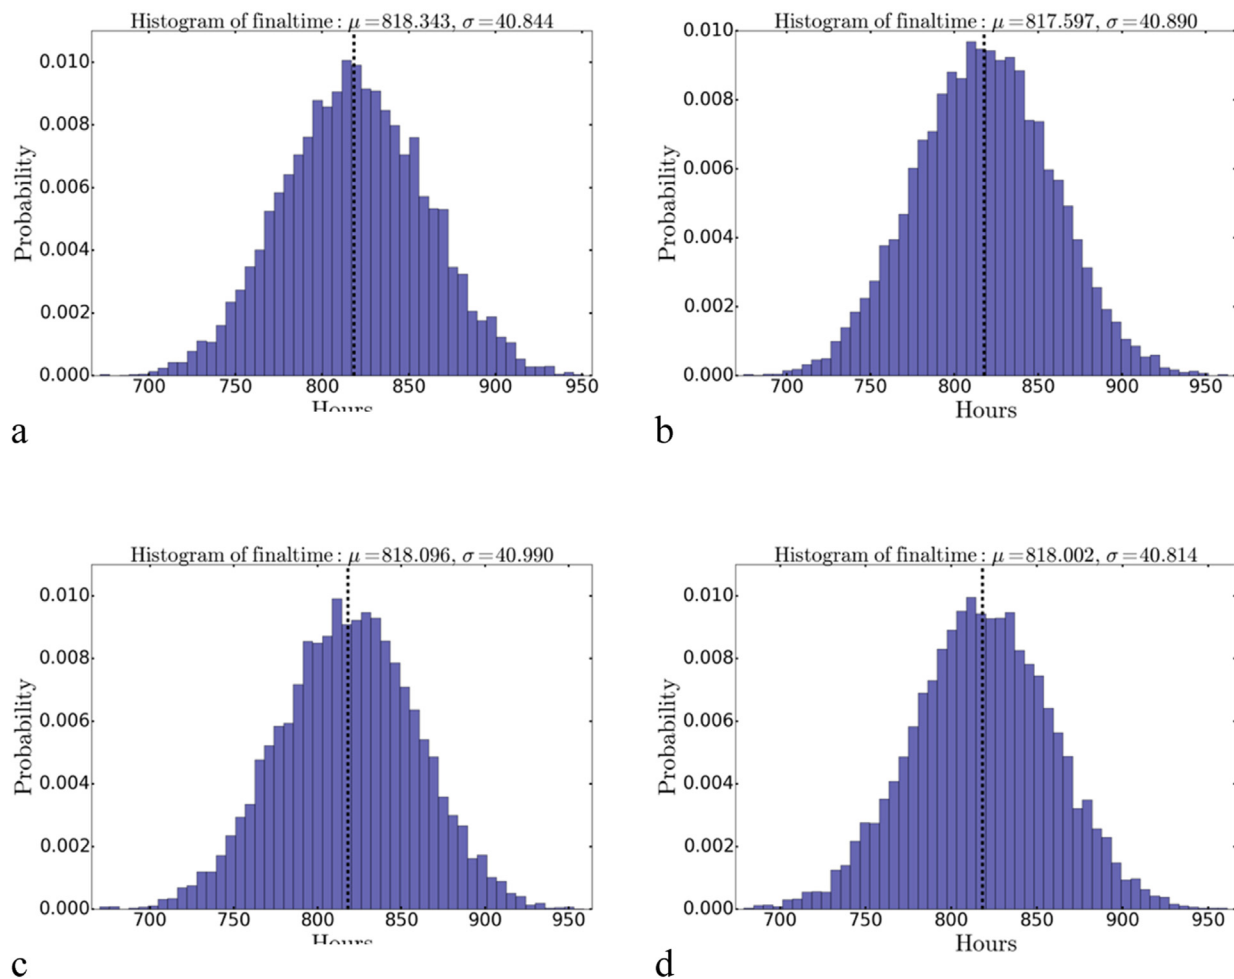 Histogram of finaltime: μ=818.343, σ=40.844
Probability
0.010
0.008
0.006
0.004
0.002
0.000
700 750 800 850 900 950
Hours
a
Histogram of finaltime: μ=817.597, σ=40.890
Probability
0.010
0.008
0.006
0.004
0.002
0.000
700 750 800 850 900 950
Hours
b
Histogram of finaltime: μ=818.096, σ=40.990
Probability
0.010
0.008
0.006
0.004
0.002
0.000
700 750 800 850 900 950
Hours
c
Histogram of finaltime: μ=818.002, σ=40.814
Probability
0.010
0.008
0.006
0.004
0.002
0.000
700 750 800 850 900 950
Hours
d